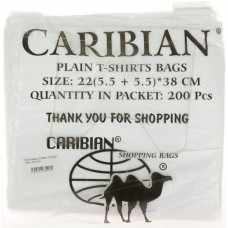 CARIBIAN®
PLAIN T-SHIRTS BAGS
SIZE: 22(5.5 + 5.5)*38 CM
QUANTITY IN PACKET: 200 Pcs
THANK YOU FOR SHOPPING
CARIBIAN®
SHOPPING BAGS